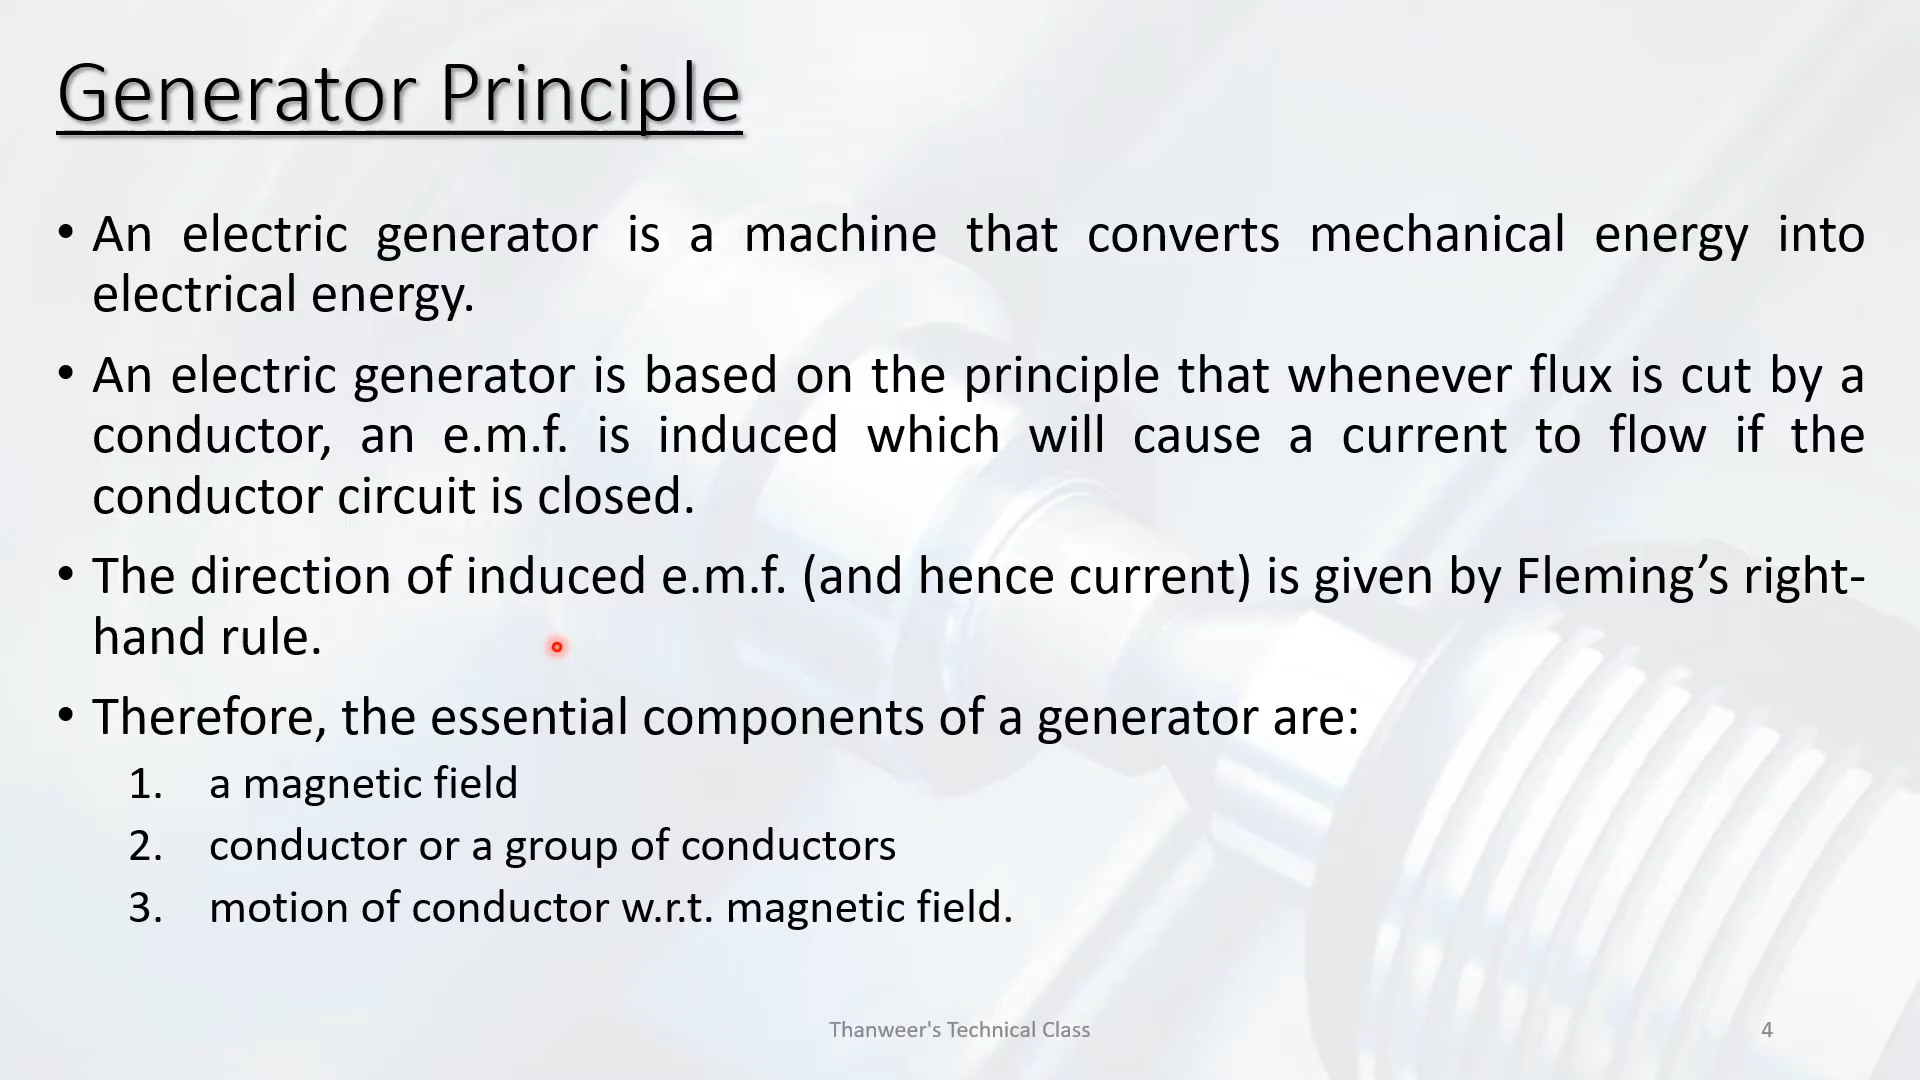 Generator Principle
• An electric generator is a machine that converts mechanical energy into
electrical energy.
• An electric generator is based on the principle that whenever flux is cut by a
conductor, an e.m.f. is induced which will cause a current to flow if the
conductor circuit is closed.
• The direction of induced e.m.f. (and hence current) is given by Fleming’s right-
hand rule.
• Therefore, the essential components of a generator are:
1. a magnetic field
2. conductor or a group of conductors
3. motion of conductor w.r.t. magnetic field.
Thanweer's Technical Class
4